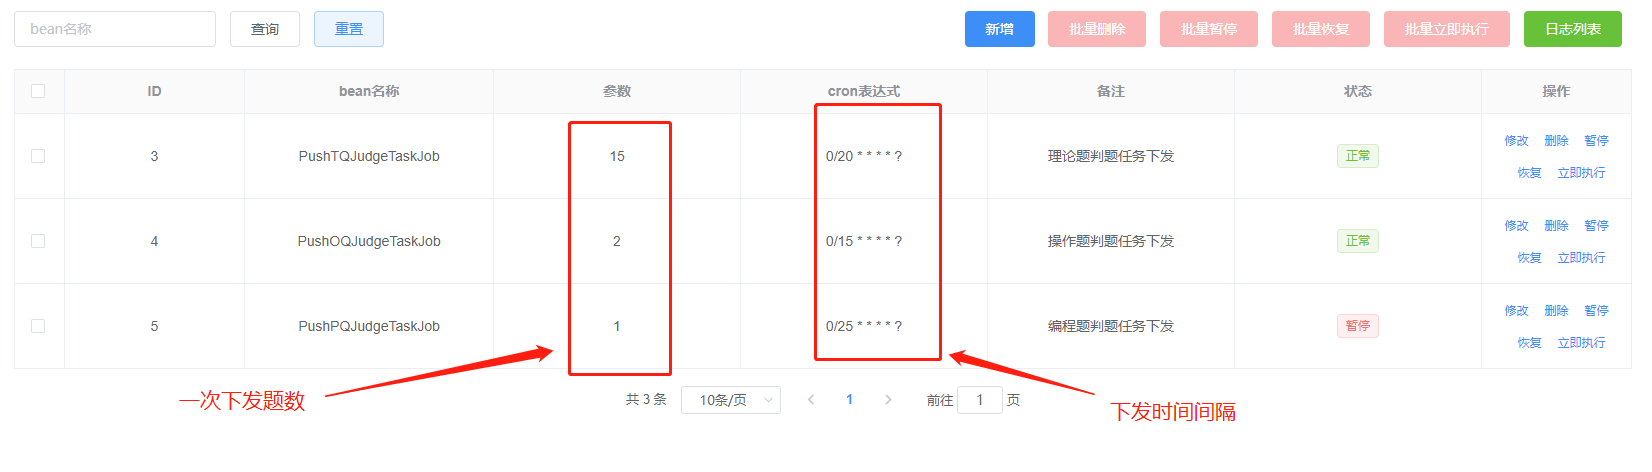 bean名称 查询 重置 新增 批量删除 批量暂停 批量恢复 批量立即执行 日志列表
ID bean名称 参数 cron表达式 备注 状态 操作
3 PushTQJudgeTaskJob 15 0/20 * * * * ? 理论题判题任务下发 正常 修改 删除 暂停
恢复 立即执行
4 PushOQJudgeTaskJob 2 0/15 * * * * ? 操作题判题任务下发 正常 修改 删除 暂停
恢复 立即执行
5 PushPQJudgeTaskJob 1 0/25 * * * * ? 编程题判题任务下发 暂停 修改 删除 暂停
恢复 立即执行
共 3 条 10条/页 1 前往 1 页
一次下发题数
下发时间间隔